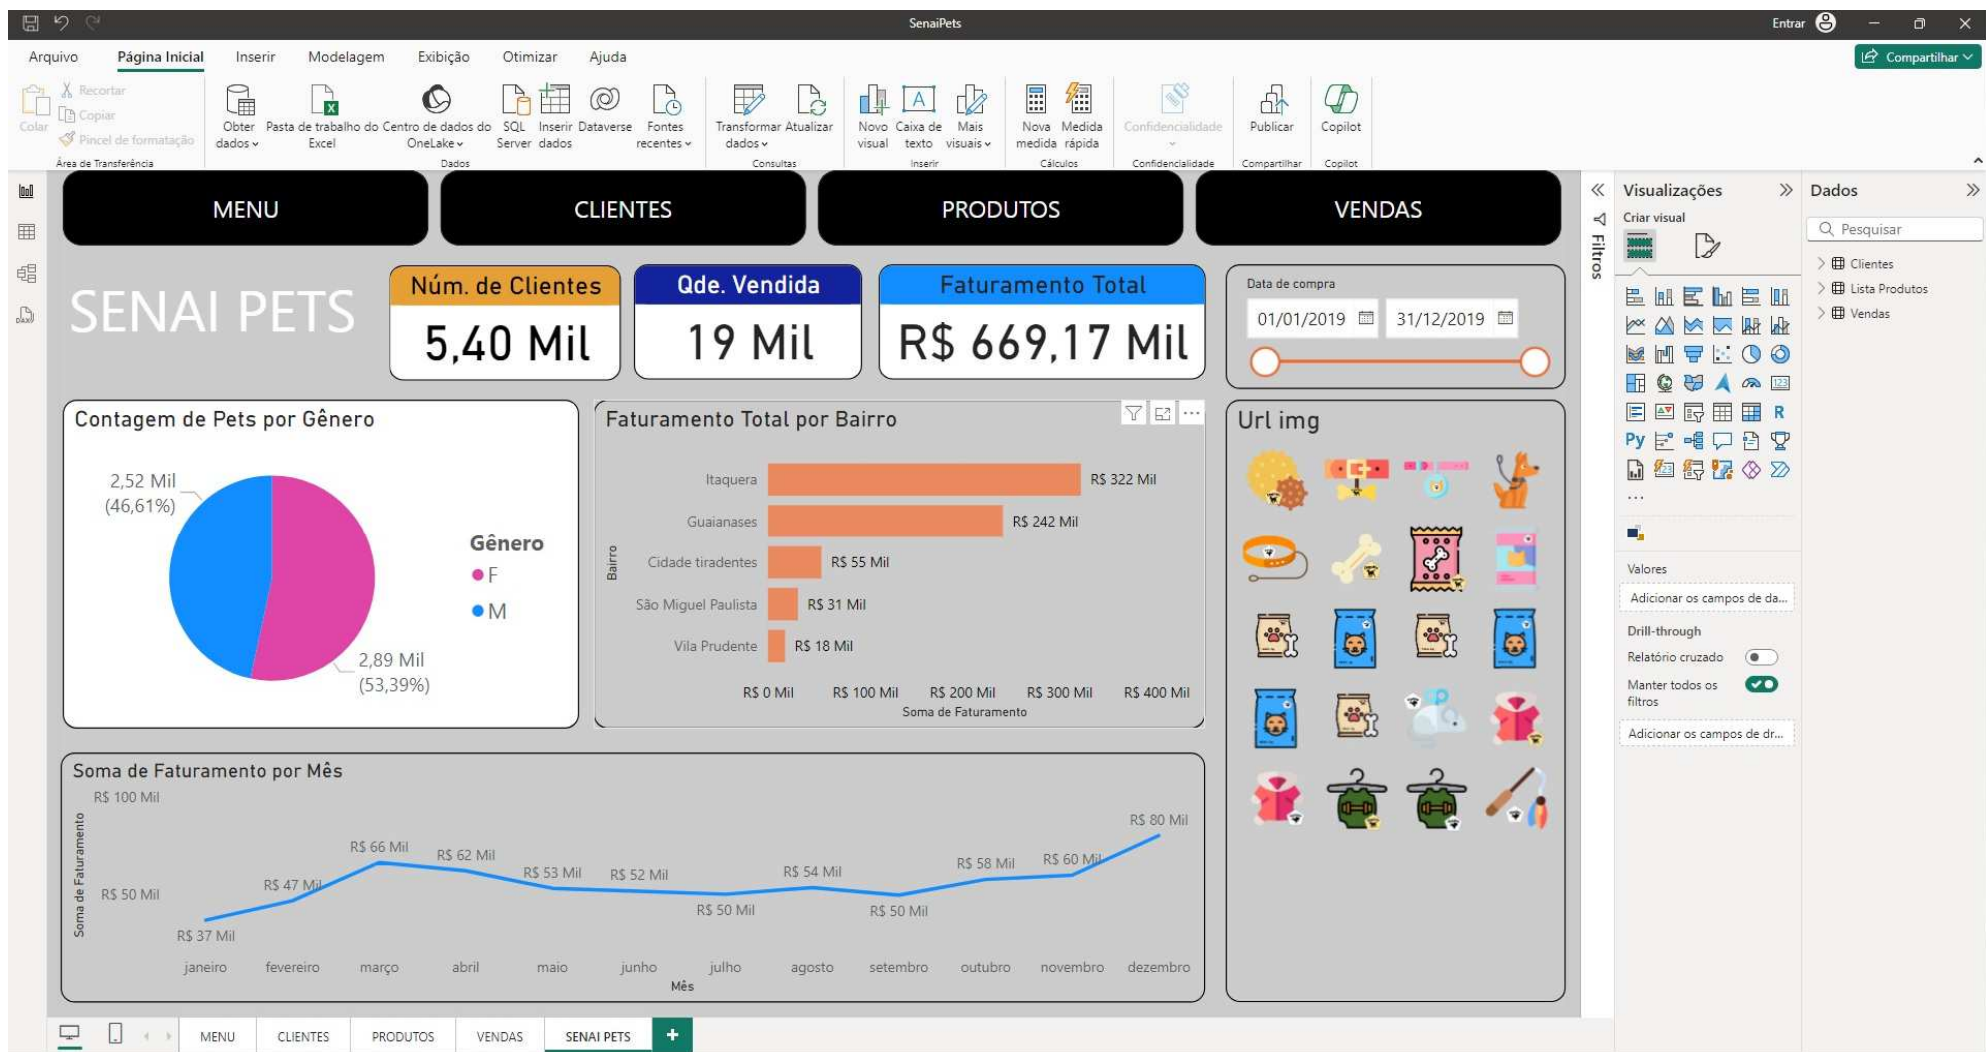 SenaiPets
Entrar
Arquivo Página Inicial Inserir Modelagem Exibição Otimizar Ajuda
Compartilhar
Colar
Recortar
Copiar
Pincel de formatação
Área de Transferência
Obter dados
Pasta de trabalho do Excel
Centro de dados do OneLake
SQL Server
Inserir dados
Dataverse
Fontes recentes
Dados
Transformar dados
Atualizar
Consultas
Novo visual
Caixa de texto
Mais visuais
Inserir
Nova medida
Medida rápida
Cálculos
Confidencialidade
Confidencialidade
Publicar
Compartilhar
Copilot
Copilot
MENU
CLIENTES
PRODUTOS
VENDAS
SENAI PETS
Núm. de Clientes
5,40 Mil
Qde. Vendida
19 Mil
Faturamento Total
R$ 669,17 Mil
Data de compra
01/01/2019
31/12/2019
Contagem de Pets por Gênero
2,52 Mil
(46,61%)
Gênero
F
M
2,89 Mil
(53,39%)
Faturamento Total por Bairro
Bairro
Itaquera R$ 322 Mil
Guaianases R$ 242 Mil
Cidade tiradentes R$ 55 Mil
São Miguel Paulista R$ 31 Mil
Vila Prudente R$ 18 Mil
R$ 0 Mil R$ 100 Mil R$ 200 Mil R$ 300 Mil R$ 400 Mil
Soma de Faturamento
Url img
Soma de Faturamento por Mês
Soma de Faturamento
R$ 100 Mil
R$ 50 Mil
R$ 37 Mil
R$ 47 Mil
R$ 66 Mil
R$ 62 Mil
R$ 53 Mil
R$ 52 Mil
R$ 50 Mil
R$ 54 Mil
R$ 50 Mil
R$ 58 Mil
R$ 60 Mil
R$ 80 Mil
janeiro fevereiro março abril maio junho julho agosto setembro outubro novembro dezembro
Mês
Filtros
Visualizações
Criar visual
123
R
Py
Valores
Adicionar os campos de da...
Drill-through
Relatório cruzado
Manter todos os
filtros
Adicionar os campos de dr...
Dados
Pesquisar
Clientes
Lista Produtos
Vendas
MENU CLIENTES PRODUTOS VENDAS SENAI PETS